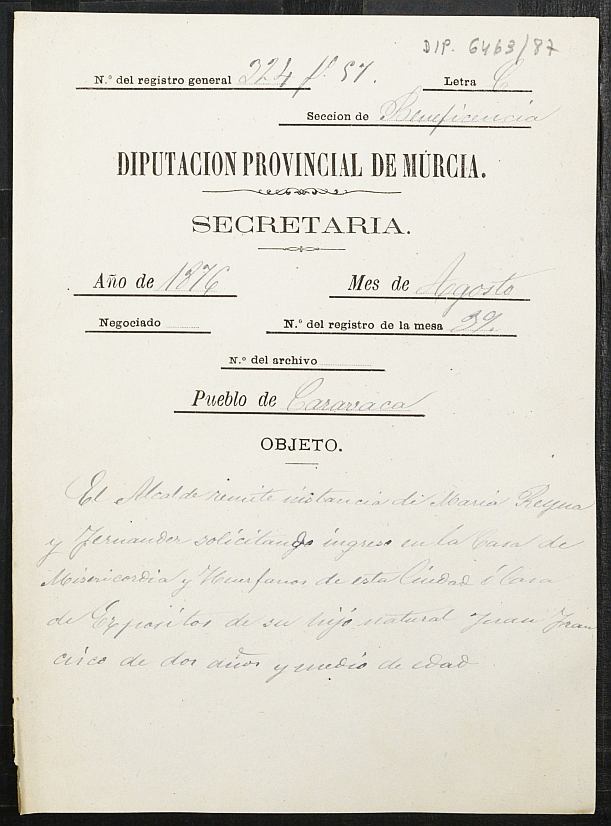 DIP. 6463/87
N.º del registro general 224 fº 57. Letra C
Seccion de Beneficencia
DIPUTACION PROVINCIAL DE MÚRCIA.
SECRETARIA.
Año de 1876 Mes de Agosto
Negociado
N.º del registro de la mesa 39.
N.º del archivo
Pueblo de Caravaca
OBJETO.
El Alcalde remite instancia de Maria Reyna
y Fernandez solicitando ingreso en la Casa de
Misericordia y Huerfanos de esta Ciudad ó Casa
de Expósitos de su hijo natural Juan Fran
cisco de dos años y medio de edad